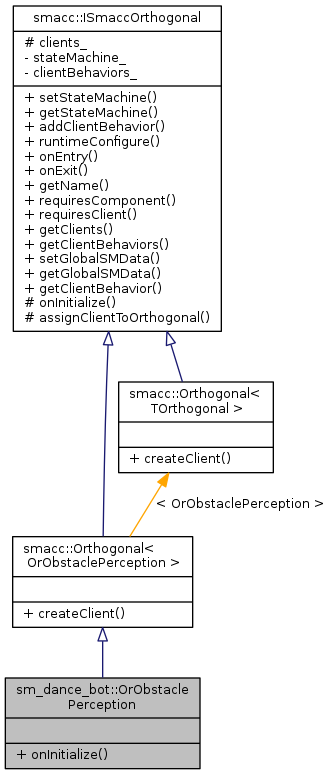 smacc::ISmaccOrthogonal
# clients_
- stateMachine_
- clientBehaviors_
+ setStateMachine()
+ getStateMachine()
+ addClientBehavior()
+ runtimeConfigure()
+ onEntry()
+ onExit()
+ getName()
+ requiresComponent()
+ requiresClient()
+ getClients()
+ getClientBehaviors()
+ setGlobalSMData()
+ getGlobalSMData()
+ getClientBehavior()
# onInitialize()
# assignClientToOrthogonal()
smacc::Orthogonal<
TOrthogonal >
+ createClient()
< OrObstaclePerception >
smacc::Orthogonal<
OrObstaclePerception >
+ createClient()
sm_dance_bot::OrObstacle
Perception
+ onInitialize()